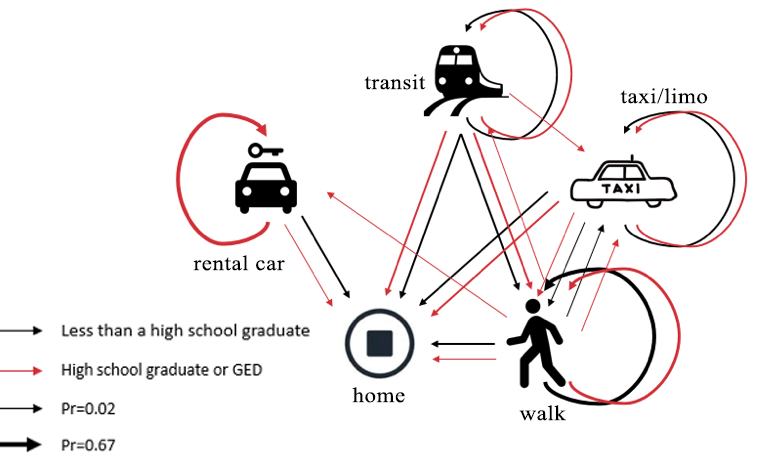 transit
taxi/limo
TAXI
rental car
Less than a high school graduate
High school graduate or GED
home
Pr=0.02
walk
Pr=0.67